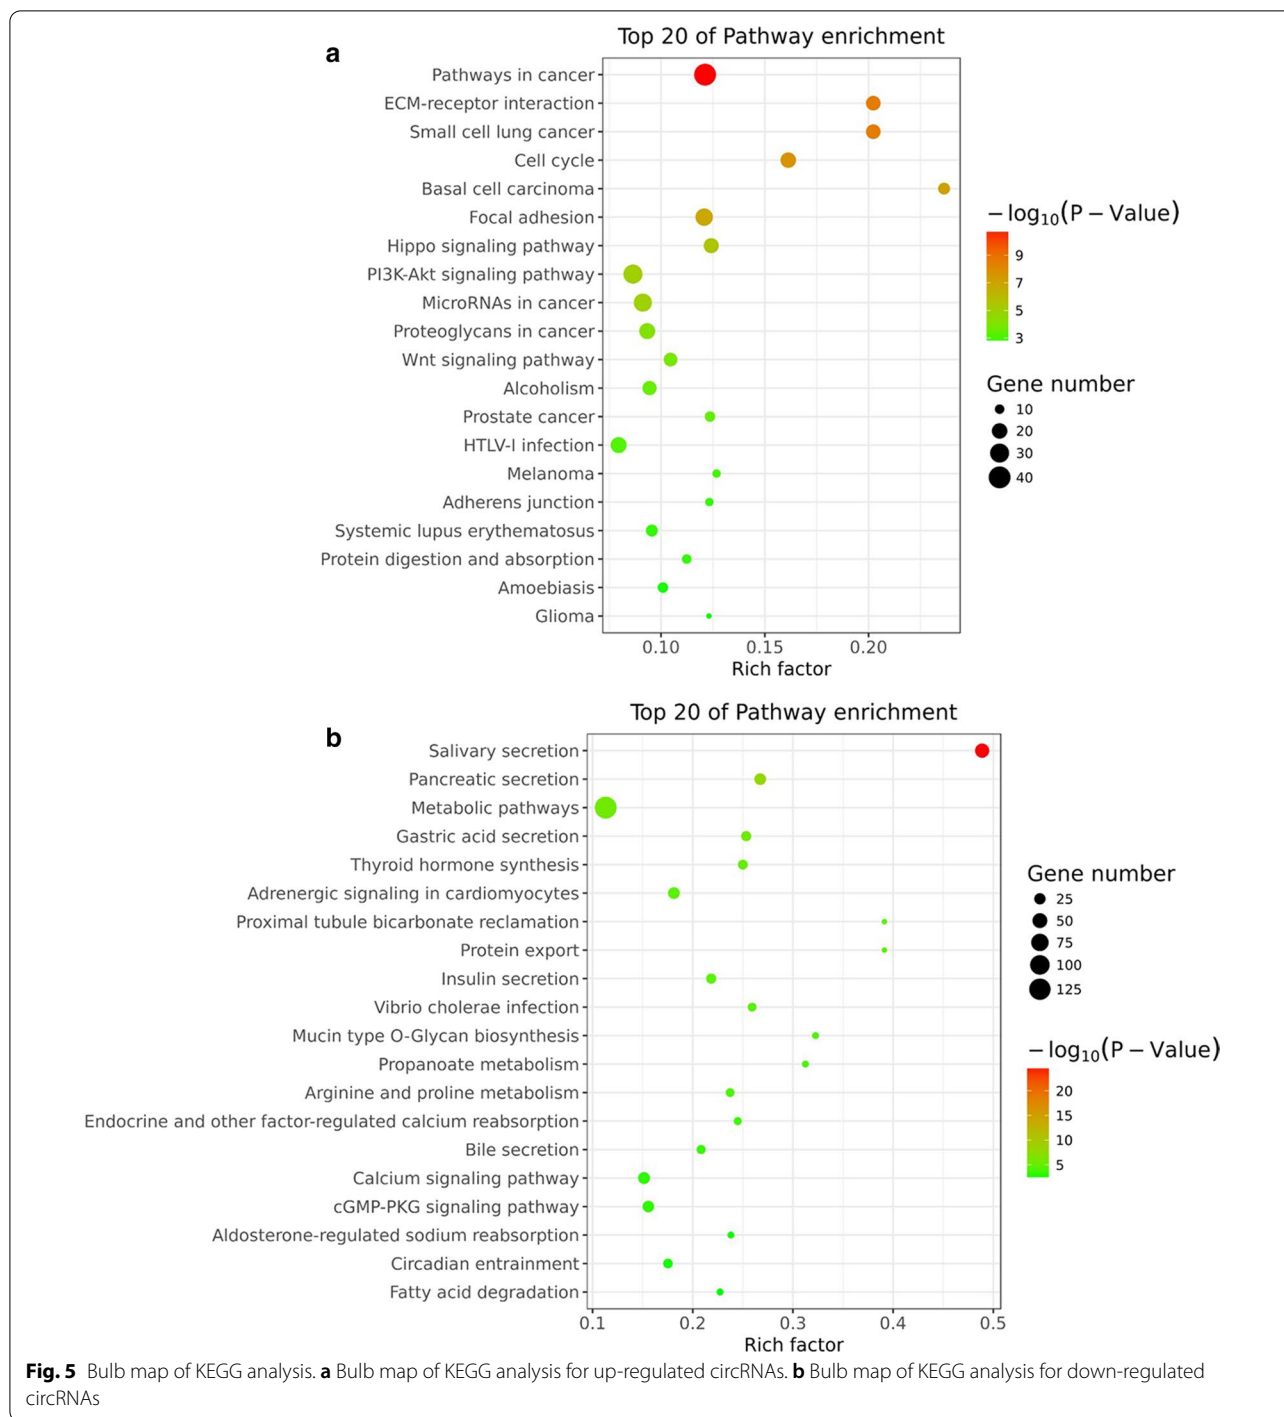 a
Top 20 of Pathway enrichment
Pathways in cancer
ECM-receptor interaction
Small cell lung cancer
Cell cycle
Basal cell carcinoma
Focal adhesion
Hippo signaling pathway
PI3K-Akt signaling pathway
MicroRNAs in cancer
Proteoglycans in cancer
Wnt signaling pathway
Alcoholism
Prostate cancer
HTLV-I infection
Melanoma
Adherens junction
Systemic lupus erythematosus
Protein digestion and absorption
Amoebiasis
Glioma
0.10 0.15 0.20
Rich factor
−log10(P−Value)
9
7
5
3
Gene number
10
20
30
40
b
Top 20 of Pathway enrichment
Salivary secretion
Pancreatic secretion
Metabolic pathways
Gastric acid secretion
Thyroid hormone synthesis
Adrenergic signaling in cardiomyocytes
Proximal tubule bicarbonate reclamation
Protein export
Insulin secretion
Vibrio cholerae infection
Mucin type O-Glycan biosynthesis
Propanoate metabolism
Arginine and proline metabolism
Endocrine and other factor-regulated calcium reabsorption
Bile secretion
Calcium signaling pathway
cGMP-PKG signaling pathway
Aldosterone-regulated sodium reabsorption
Circadian entrainment
Fatty acid degradation
0.1 0.2 0.3 0.4 0.5
Rich factor
Gene number
25
50
75
100
125
−log10(P−Value)
20
15
10
5
Fig. 5 Bulb map of KEGG analysis. a Bulb map of KEGG analysis for up-regulated circRNAs. b Bulb map of KEGG analysis for down-regulated
circRNAs